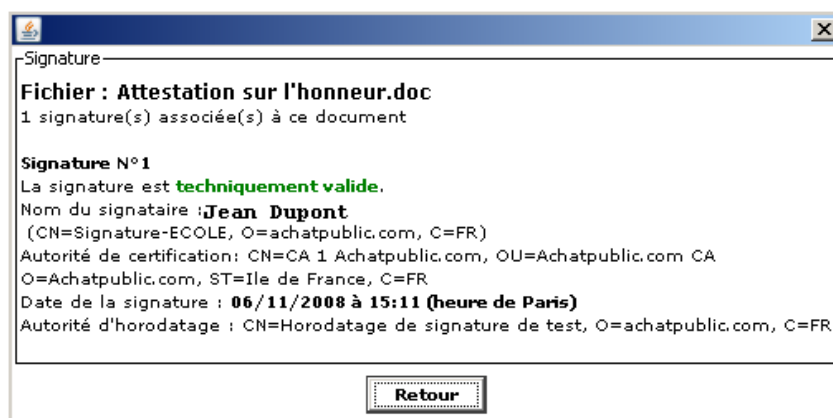 Signature
Fichier : Attestation sur l'honneur.doc
1 signature(s) associée(s) à ce document
Signature N°1
La signature est techniquement valide.
Nom du signataire :Jean Dupont
(CN=Signature-ECOLE, O=achatpublic.com, C=FR)
Autorité de certification: CN=CA 1 Achatpublic.com, OU=Achatpublic.com CA
O=Achatpublic.com, ST=Ile de France, C=FR
Date de la signature : 06/11/2008 à 15:11 (heure de Paris)
Autorité d'horodatage : CN=Horodatage de signature de test, O=achatpublic.com, C=FR
Retour